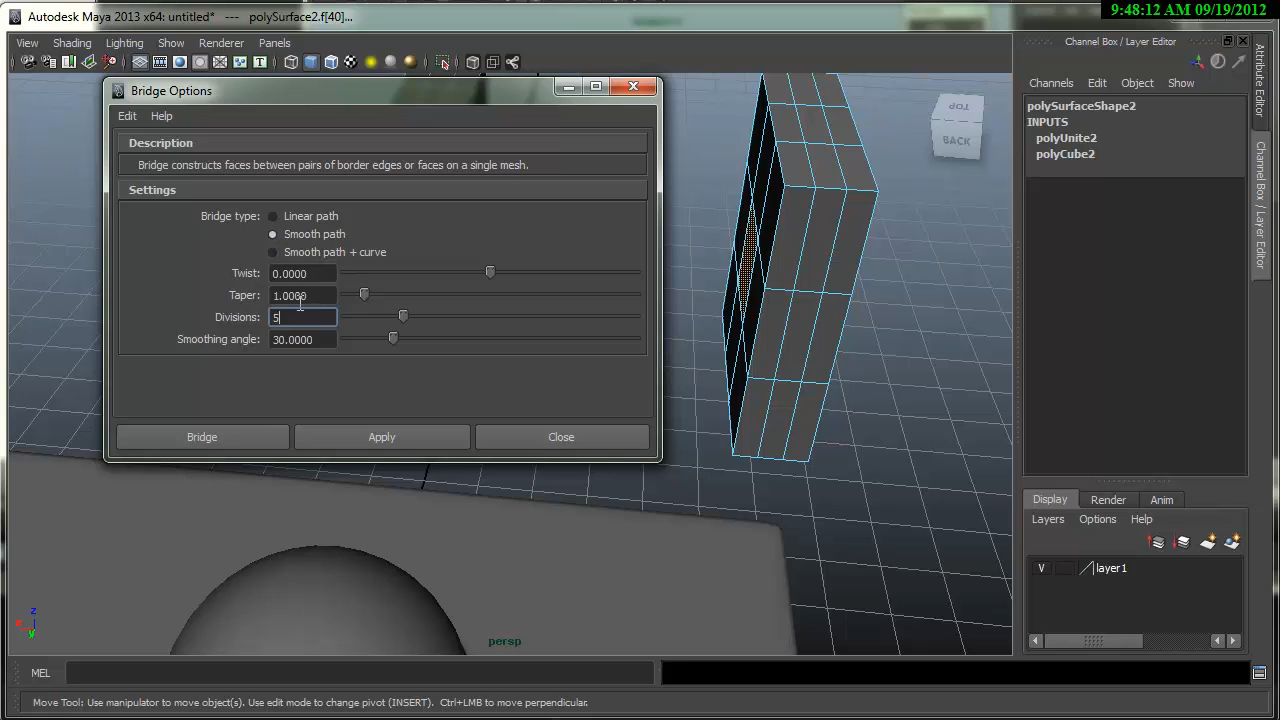 9:48:12 AM 09/19/2012
Autodesk Maya 2013 x64: untitled*   ---   polySurface2.f[40]...
View Shading Lighting Show Renderer Panels
Channel Box / Layer Editor
Channels Edit Object Show
polySurfaceShape2
INPUTS
polyUnite2
polyCube2
Attribute Editor
Channel Box / Layer Editor
TOP
BACK
Bridge Options
Edit Help
Description
Bridge constructs faces between pairs of border edges or faces on a single mesh.
Settings
Bridge type: Linear path
Smooth path
Smooth path + curve
Twist: 0.0000
Taper: 1.0000
Divisions: 5
Smoothing angle: 30.0000
Bridge Apply Close
Display Render Anim
Layers Options Help
V layer1
z
x
y
persp
MEL
Move Tool: Use manipulator to move object(s). Use edit mode to change pivot (INSERT). Ctrl+LMB to move perpendicular.